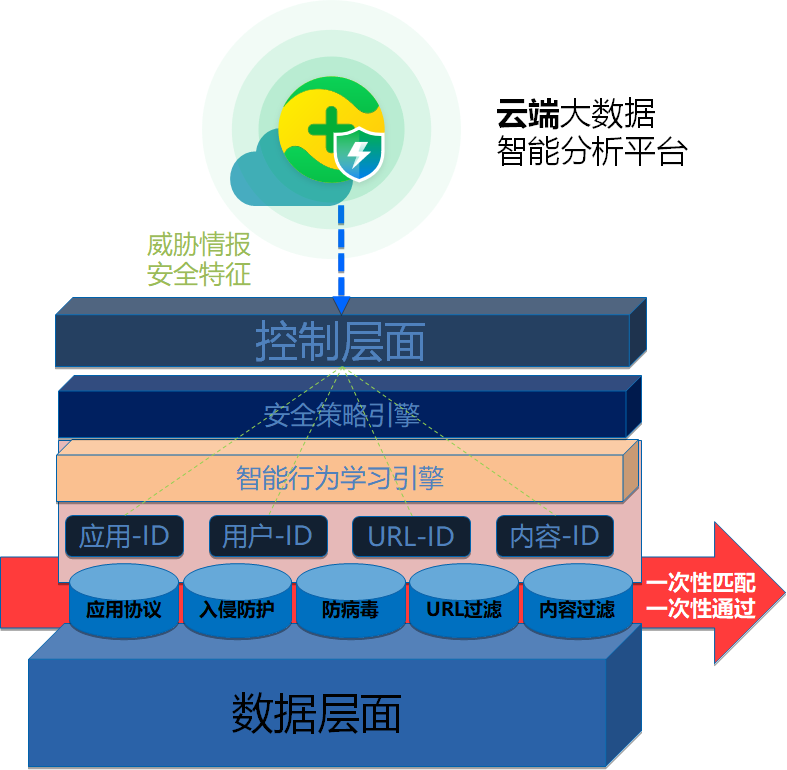 云端大数据
智能分析平台
威胁情报
安全特征
控制层面
安全策略引擎
智能行为学习引擎
应用-ID
用户-ID
URL-ID
内容-ID
应用协议
入侵防护
防病毒
URL过滤
内容过滤
一次性匹配
一次性通过
数据层面